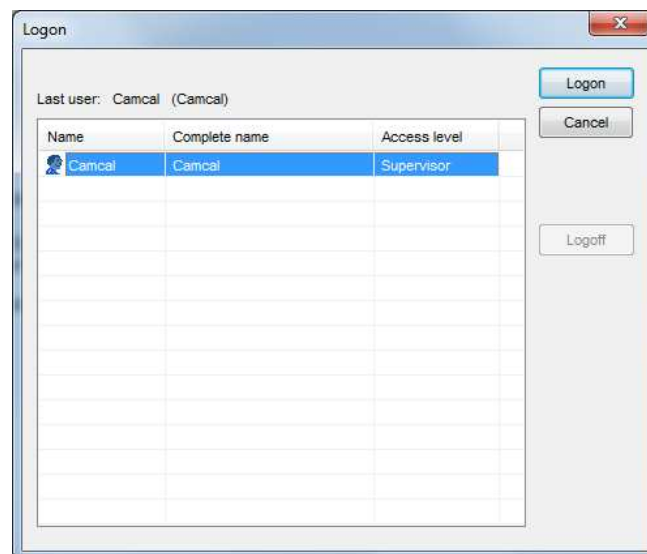 Logon
Logon
Last user: Camcal (Camcal)
Cancel
Name Complete name Access level
Camcal Camcal Supervisor
Logoff